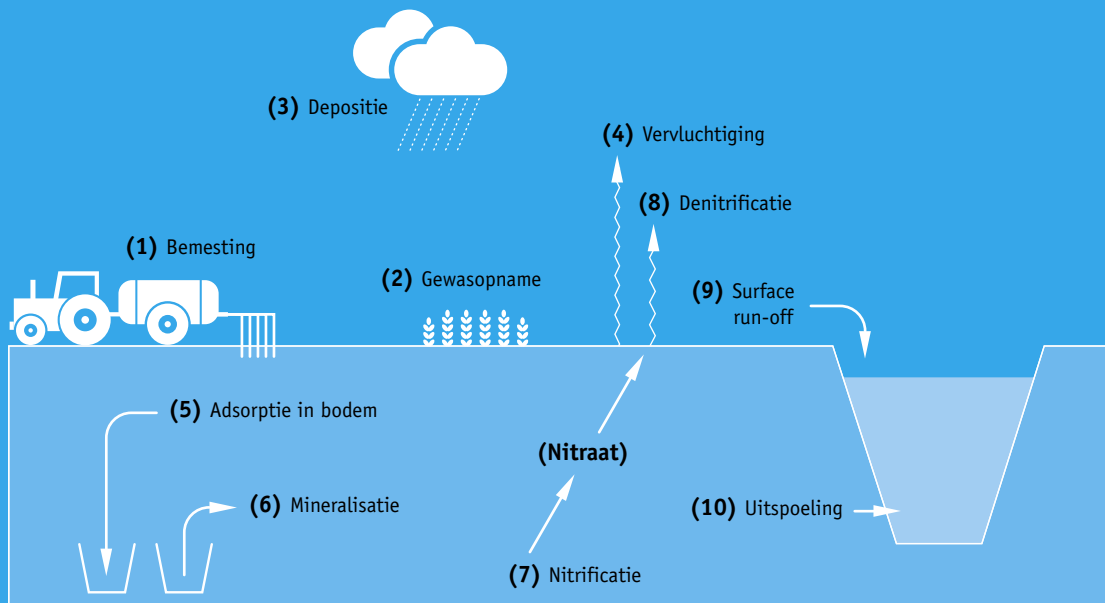 (3) Depositie
(4) Vervluchtiging
(8) Denitrificatie
(1) Bemesting
(2) Gewasopname
(9) Surface
run-off
(5) Adsorptie in bodem
(Nitraat)
(6) Mineralisatie
(10) Uitspoeling
(7) Nitrificatie